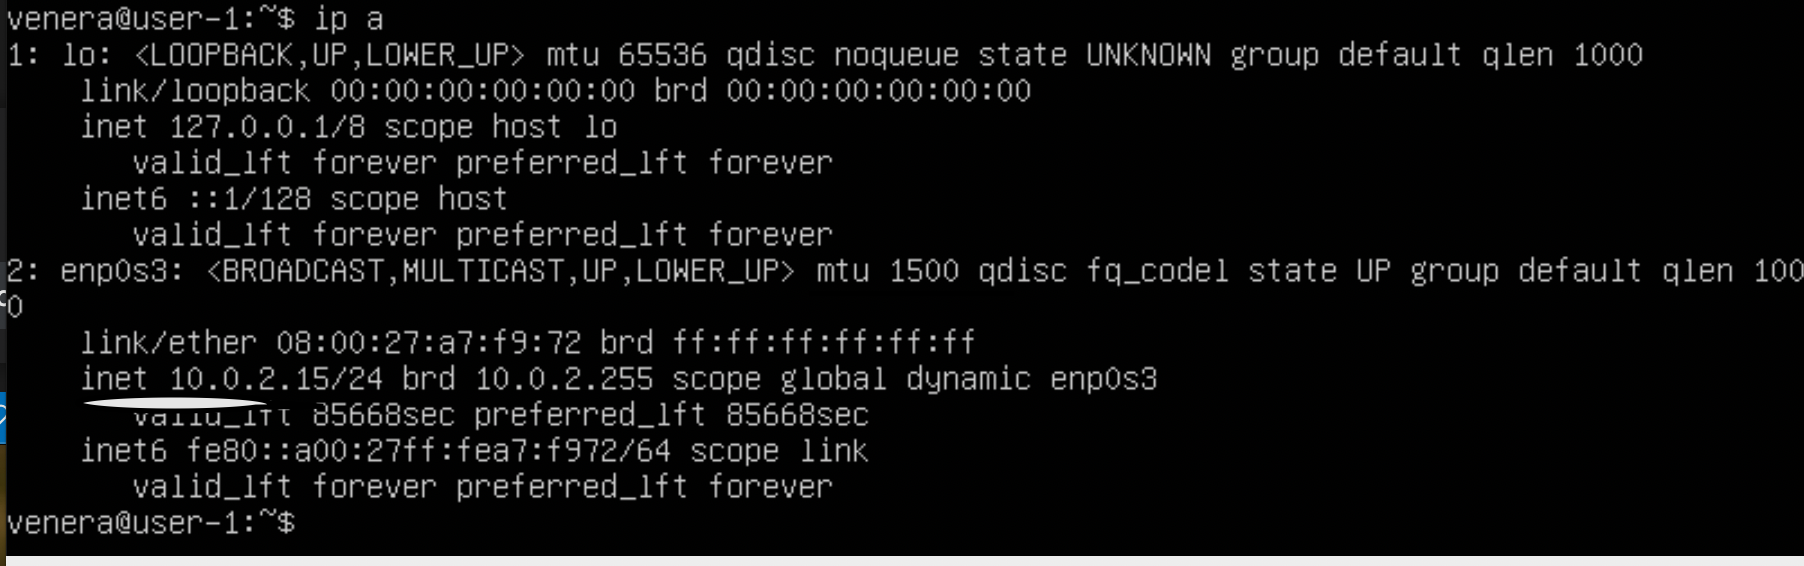 venera@user-1:~$ ip a
1: lo: <LOOPBACK,UP,LOWER_UP> mtu 65536 qdisc noqueue state UNKNOWN group default qlen 1000
    link/loopback 00:00:00:00:00:00 brd 00:00:00:00:00:00
    inet 127.0.0.1/8 scope host lo
       valid_lft forever preferred_lft forever
    inet6 ::1/128 scope host
       valid_lft forever preferred_lft forever
2: enp0s3: <BROADCAST,MULTICAST,UP,LOWER_UP> mtu 1500 qdisc fq_codel state UP group default qlen 100
0
    link/ether 08:00:27:a7:f9:72 brd ff:ff:ff:ff:ff:ff
    inet 10.0.2.15/24 brd 10.0.2.255 scope global dynamic enp0s3
       valid_lft 85668sec preferred_lft 85668sec
    inet6 fe80::a00:27ff:fea7:f972/64 scope link
       valid_lft forever preferred_lft forever
venera@user-1:~$